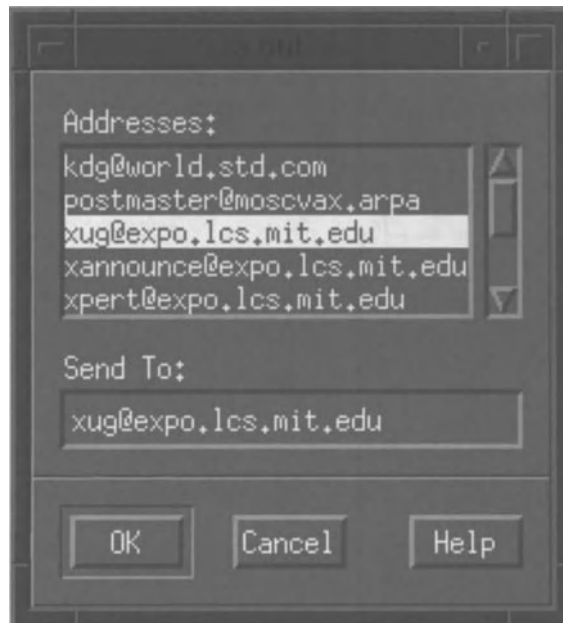 Addresses:
kdg@world.std.com
postmaster@moscvax.arpa
xug@expo.lcs.mit.edu
xannounce@expo.lcs.mit.edu
xpert@expo.lcs.mit.edu
Send To:
xug@expo.lcs.mit.edu
OK
Cancel
Help